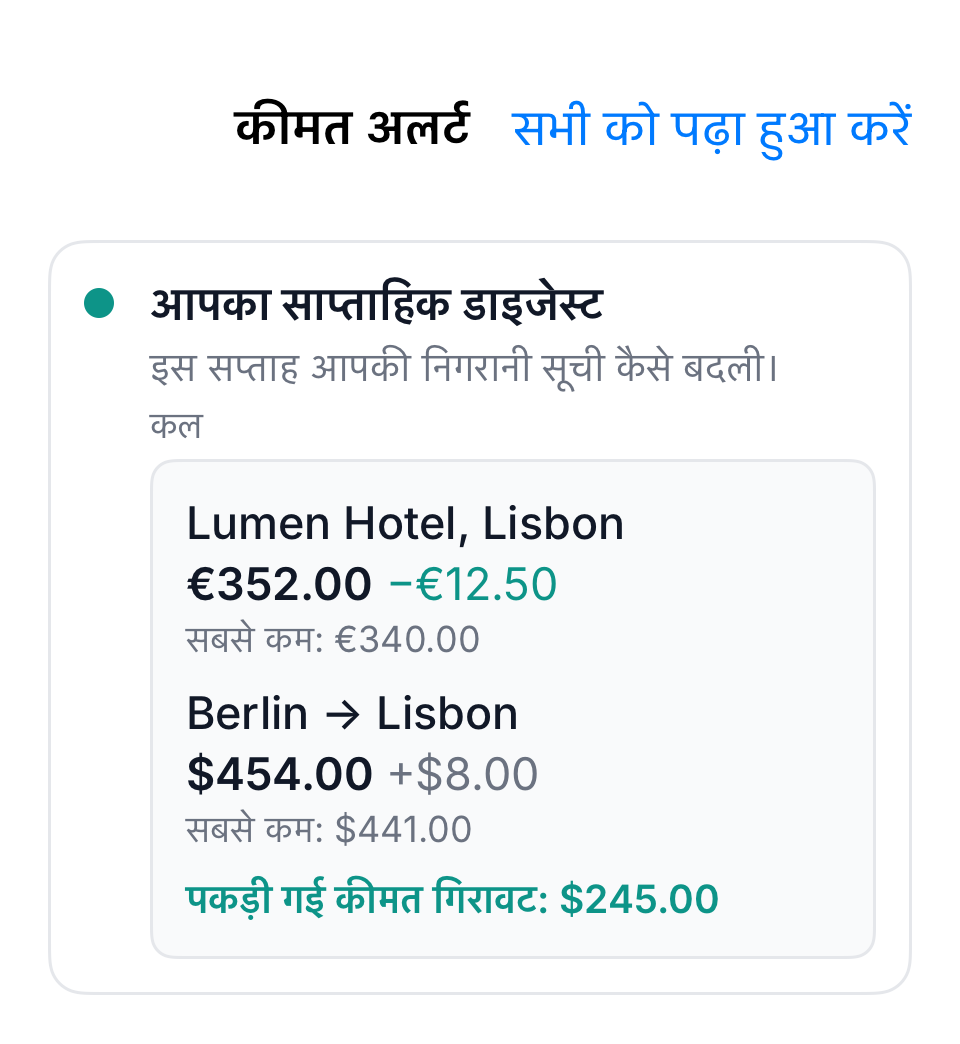 कीमत अलर्ट सभी को पढ़ा हुआ करें
आपका साप्ताहिक डाइजेस्ट
इस सप्ताह आपकी निगरानी सूची कैसे बदली।
कल
Lumen Hotel, Lisbon
€352.00 −€12.50
सबसे कम: €340.00
Berlin → Lisbon
$454.00 +$8.00
सबसे कम: $441.00
पकड़ी गई कीमत गिरावट: $245.00